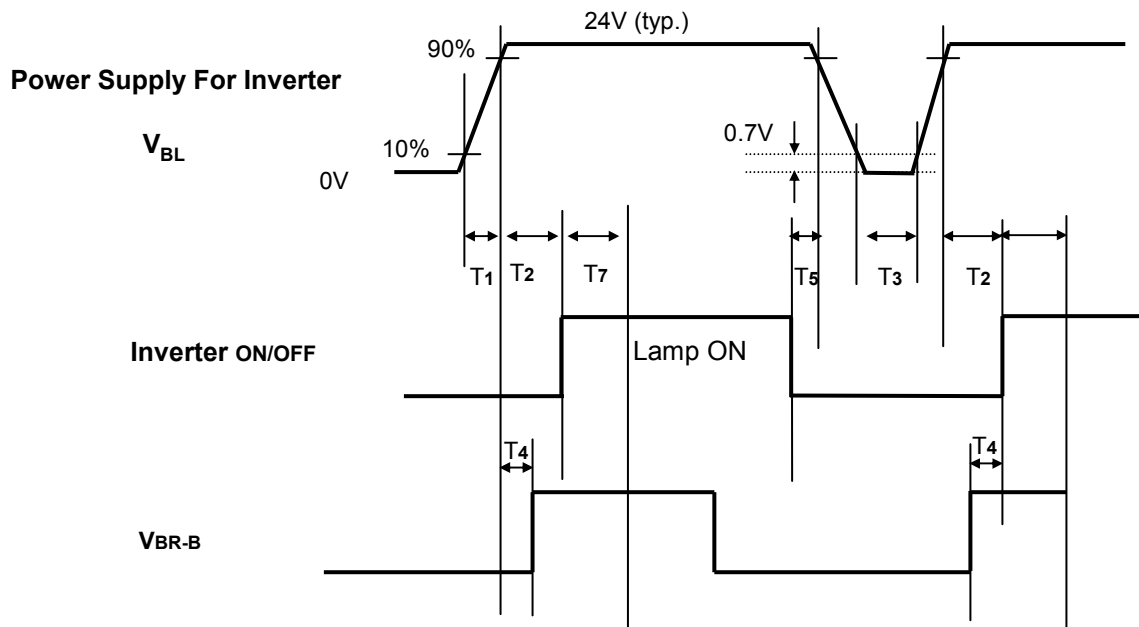 24V (typ.)
90%
Power Supply For Inverter
VBL
10%
0.7V
0V
T1 T2 T7 T5 T3 T2
Inverter ON/OFF
Lamp ON
T4 T4
VBR-B